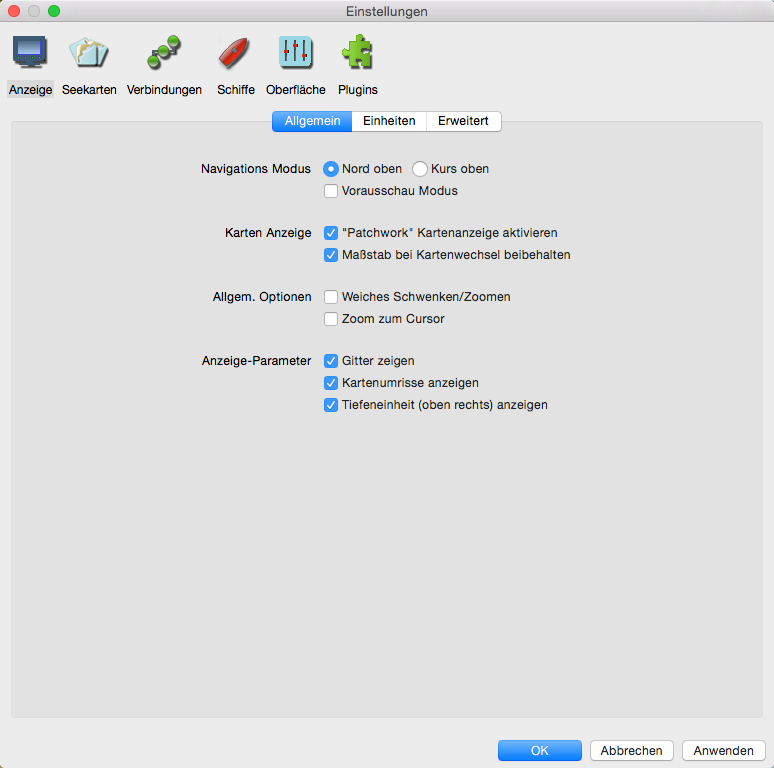 Einstellungen
Anzeige Seekarten Verbindungen Schiffe Oberfläche Plugins
Allgemein Einheiten Erweitert
Navigations Modus Nord oben Kurs oben
Vorausschau Modus
Karten Anzeige "Patchwork" Kartenanzeige aktivieren
Maßstab bei Kartenwechsel beibehalten
Allgem. Optionen Weiches Schwenken/Zoomen
Zoom zum Cursor
Anzeige-Parameter Gitter zeigen
Kartenumrisse anzeigen
Tiefeneinheit (oben rechts) anzeigen
OK Abbrechen Anwenden